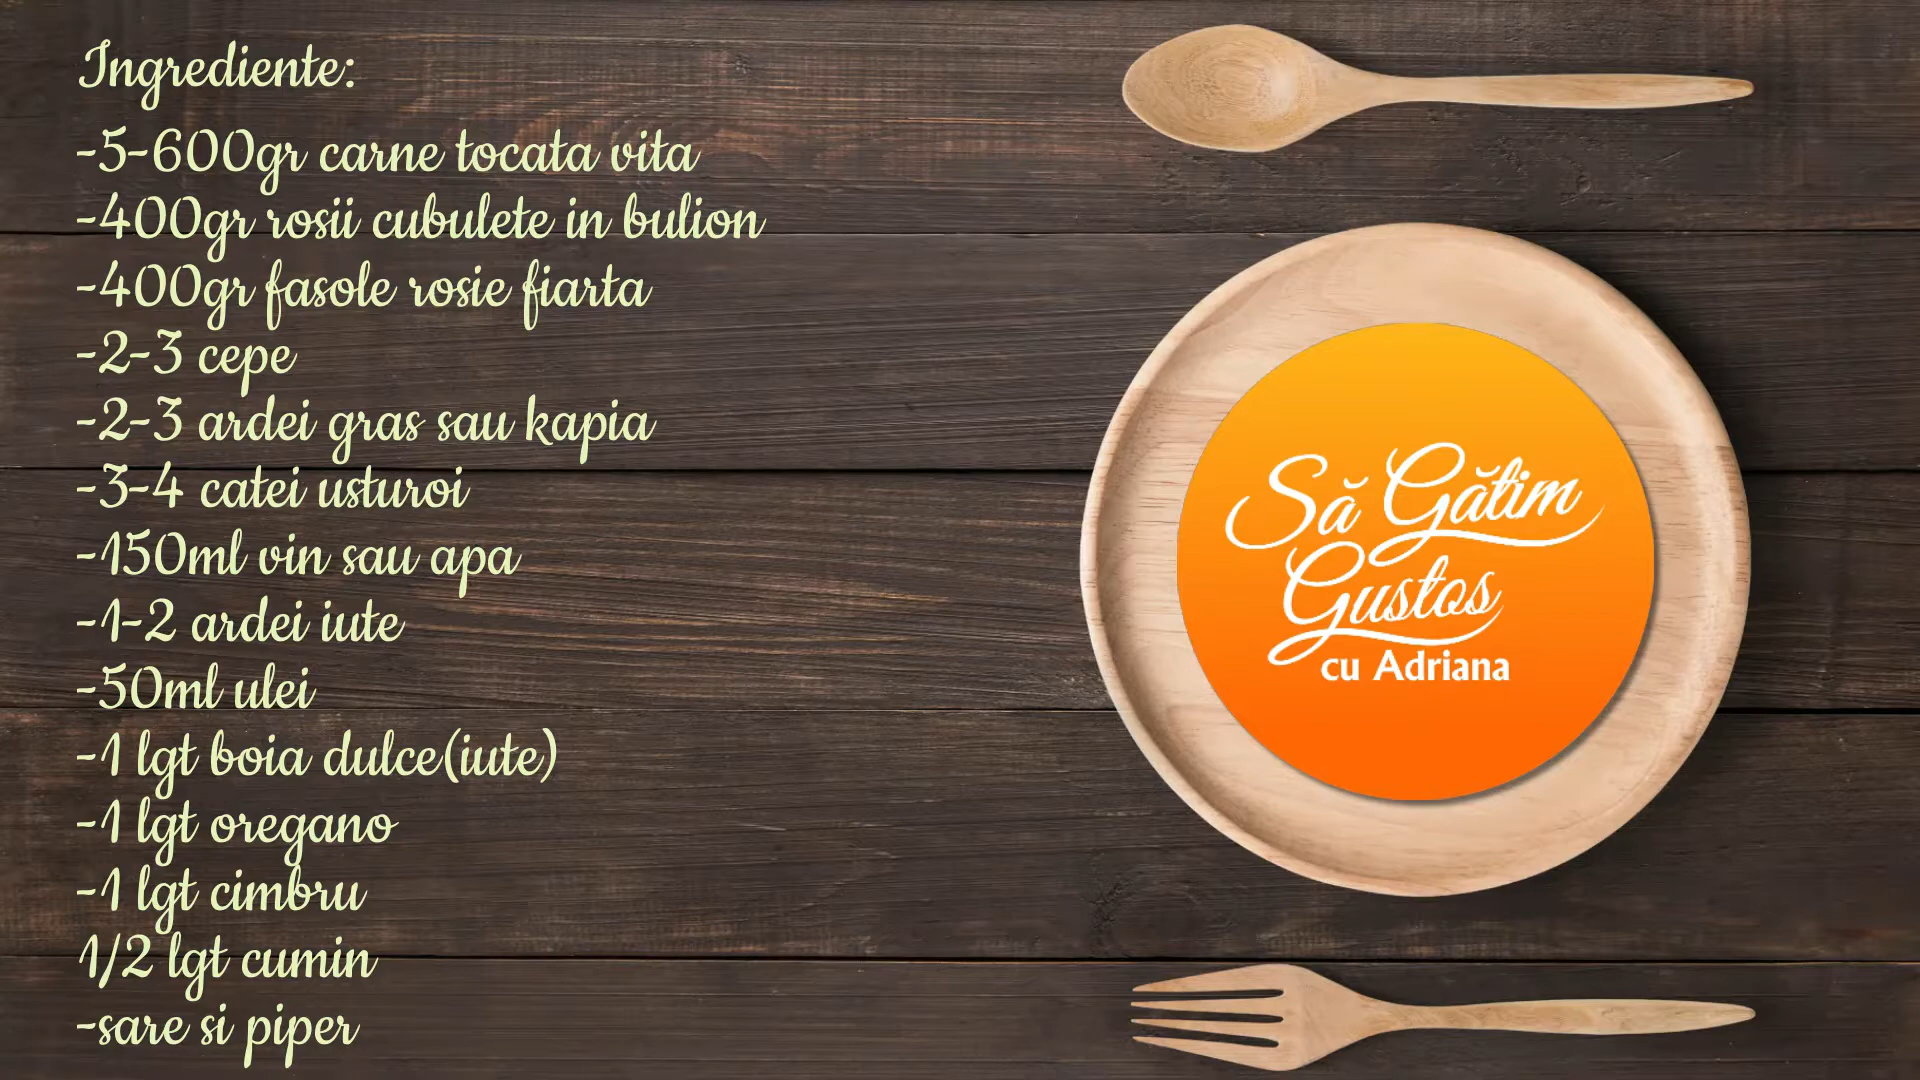 Ingrediente:
-5-600gr carne tocata vita
-400gr rosii cubulete in bulion
-400gr fasole rosie fiarta
-2-3 cepe
-2-3 ardei gras sau kapia
-3-4 catei usturoi
-150ml vin sau apa
-1-2 ardei iute
-50ml ulei
-1 lgt boia dulce(iute)
-1 lgt oregano
-1 lgt cimbru
1/2 lgt cumin
-sare si piper
Să Gătim
Gustos
cu Adriana